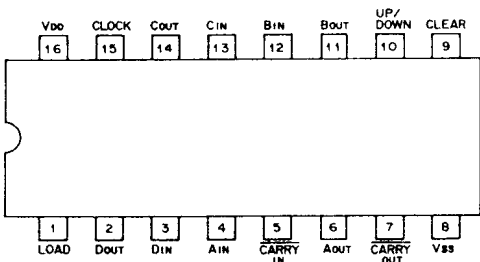 VDD CLOCK COUT CIN BIN BOUT UP/DOWN CLEAR
16 15 14 13 12 11 10 9
1 2 3 4 5 6 7 8
LOAD DOUT DIN AIN CARRY IN AOUT CARRY OUT VSS